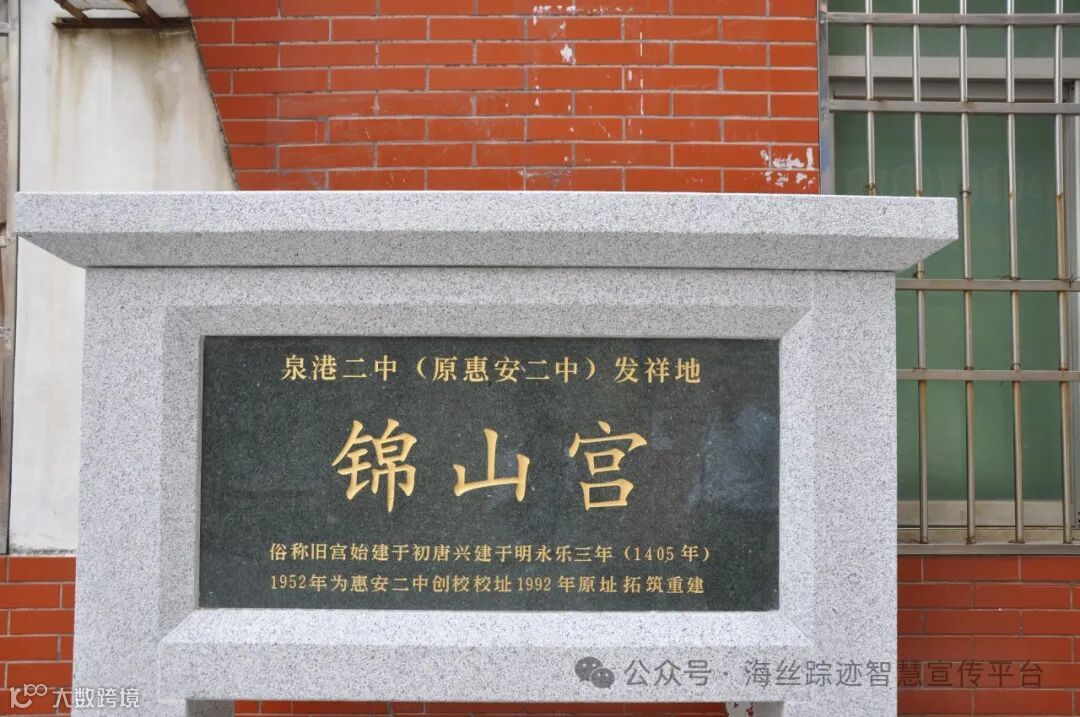 泉港二中（原惠安二中）发祥地
锦山宫
俗称旧宫始建于初唐兴建于明永乐三年（1405年）
1952年为惠安二中创校校址1992年原址拓筑重建
公众号·海丝踪迹智慧宣传平台
大数跨境